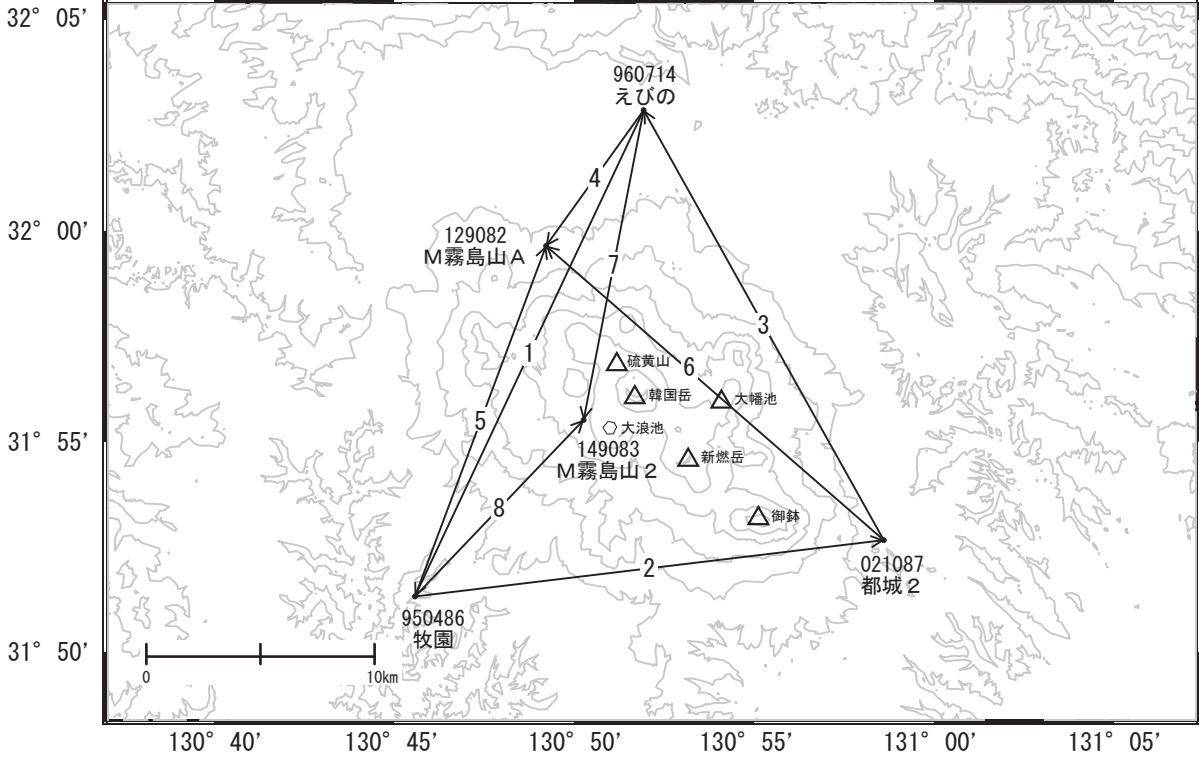 32° 05'
960714
えびの
4
32° 00'
129082
M霧島山A
7
3
1
硫黄山
6
韓国岳
大幡池
5
大浪池
31° 55'
149083
M霧島山2
新燃岳
8
御鉢
2
021087
都城2
950486
牧園
31° 50'
0
10km
130° 40'
130° 45'
130° 50'
130° 55'
131° 00'
131° 05'